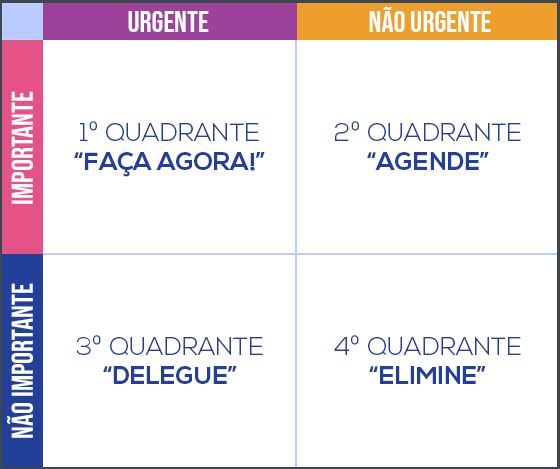 URGENTE
NÃO URGENTE
IMPORTANTE
1º QUADRANTE
“FAÇA AGORA!”
2º QUADRANTE
“AGENDE”
NÃO IMPORTANTE
3º QUADRANTE
“DELEGUE”
4º QUADRANTE
“ELIMINE”